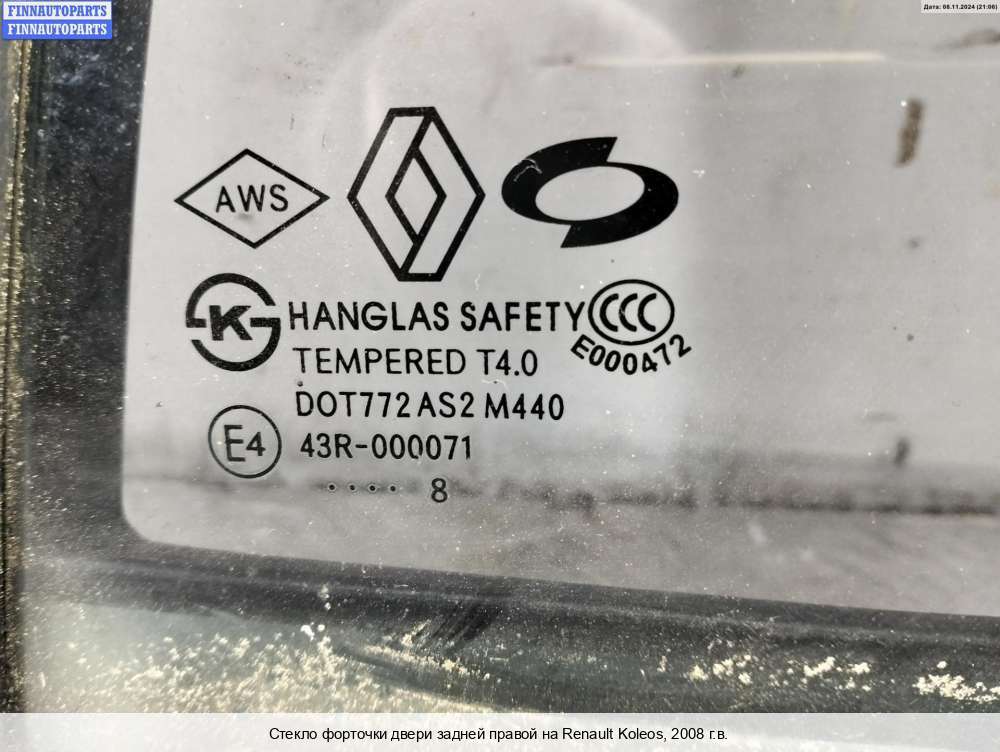 FINNAUTOPARTS
FINNAUTOPARTS
Дата: 08.11.2024 (21:06)
AWS
K
HANGLAS SAFETY
CCC
E000472
TEMPERED T4.0
DOT772 AS2 M440
E4
43R-000071
.... 8
Стекло форточки двери задней правой на Renault Koleos, 2008 г.в.